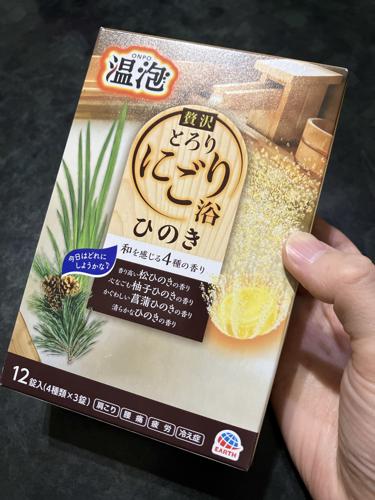 ONPO
温泡
贅沢
とろり
にごり
浴
ひのき
和を感じる4種の香り
今日はどれに
しようかな?
香り高い松ひのきの香り
心なごむ柚子ひのきの香り
かぐわしい菖蒲ひのきの香り
清らかなひのきの香り
12錠入(4種類×3錠)
肩こり 腰痛 疲労 冷え症
EARTH